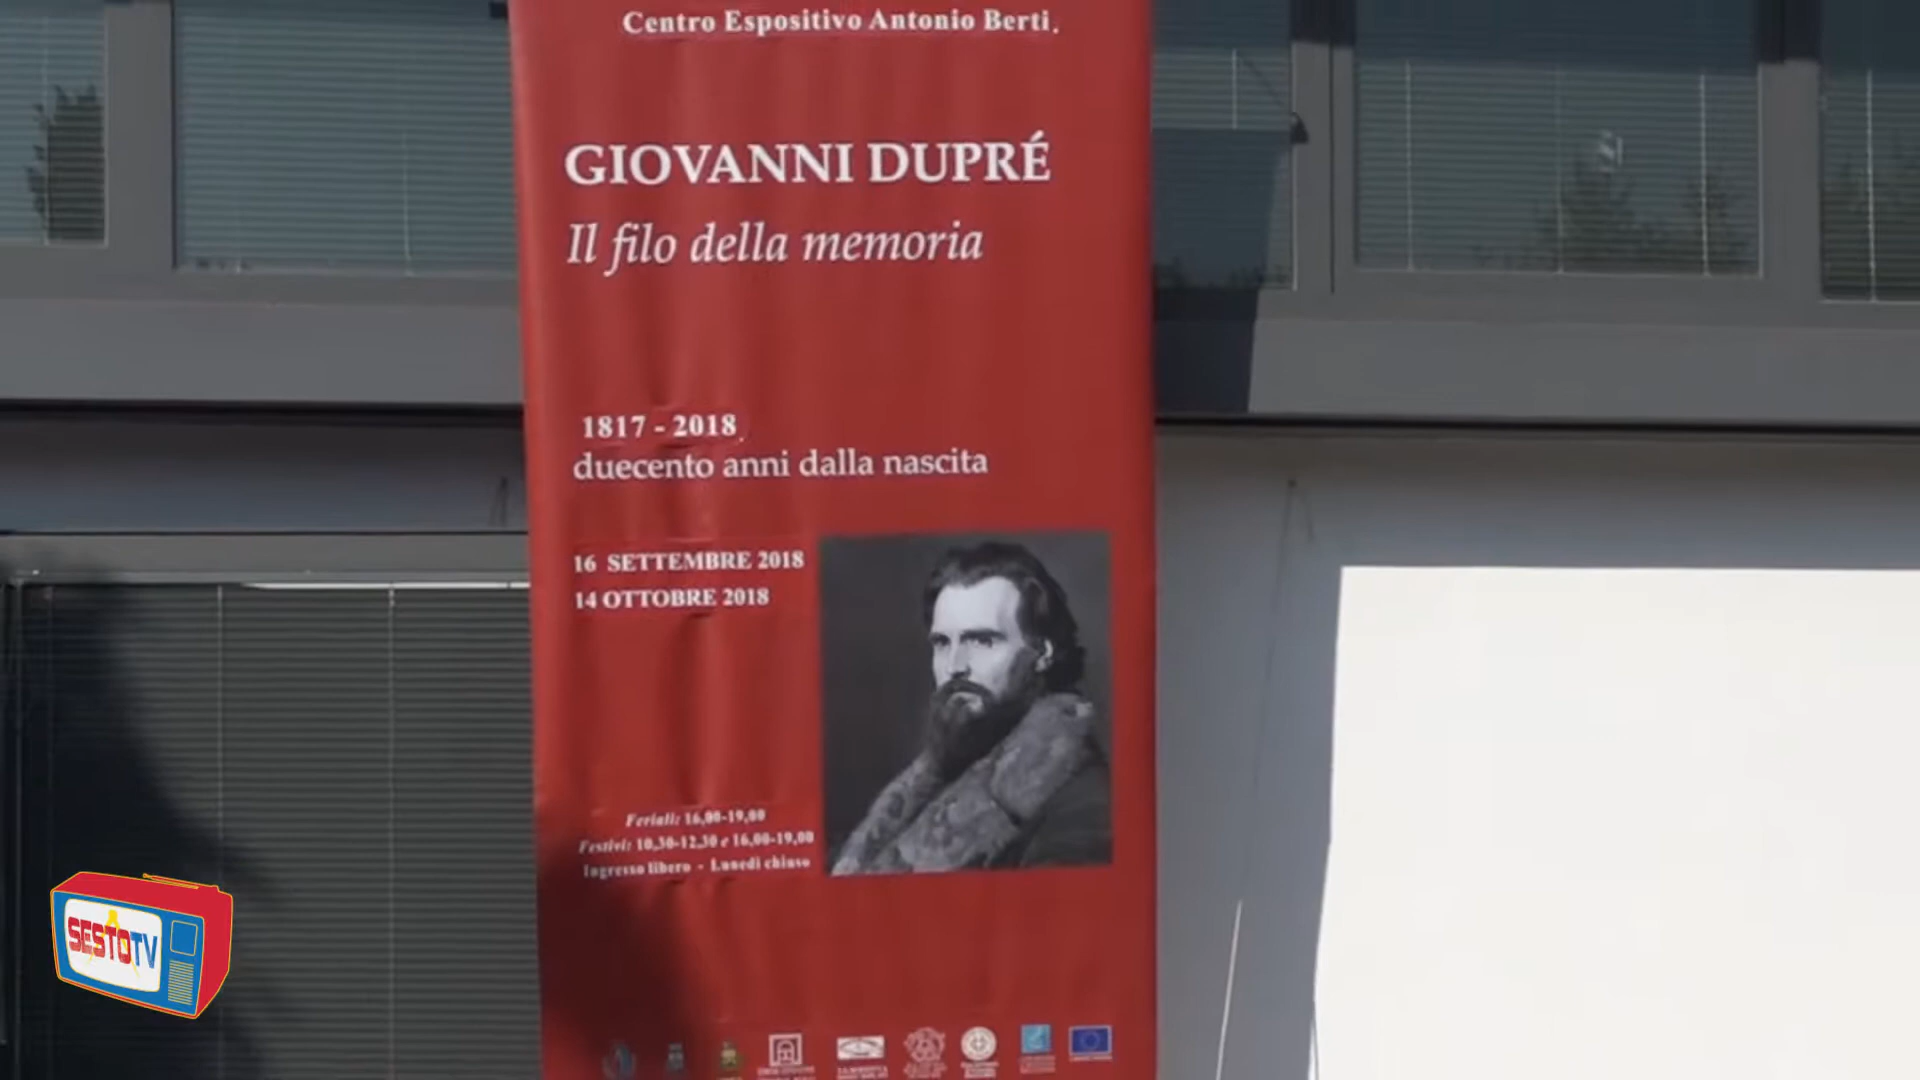 Centro Espositivo Antonio Berti.
GIOVANNI DUPRÉ
Il filo della memoria
1817 - 2018
duecento anni dalla nascita
16 SETTEMBRE 2018
14 OTTOBRE 2018
Feriali: 16,00-19,00
Festivi: 10,30-12,30 e 16,00-19,00
Ingresso libero - Lunedì chiuso
SESTOTV